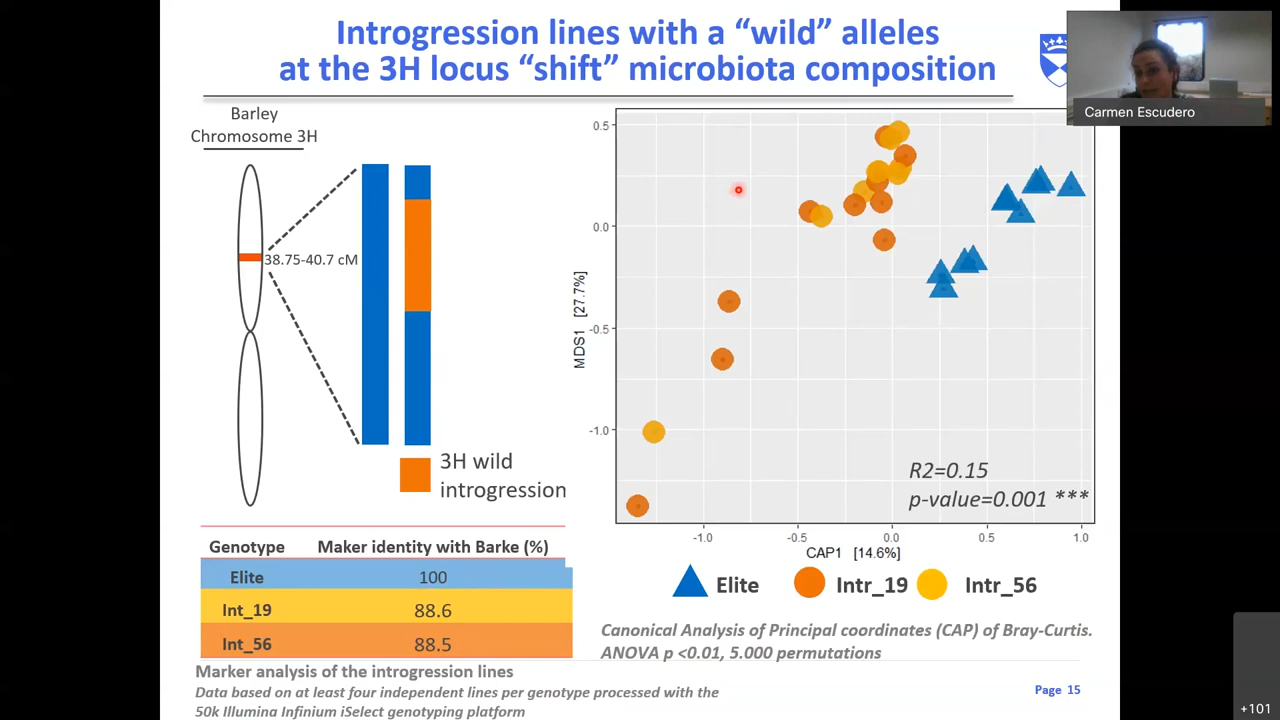 Introgression lines with a “wild” alleles
at the 3H locus “shift” microbiota composition
Carmen Escudero
Barley
Chromosome 3H
38.75-40.7 cM
3H wild
introgression
Genotype Maker identity with Barke (%)
Elite 100
Int_19 88.6
Int_56 88.5
Marker analysis of the introgression lines
Data based on at least four independent lines per genotype processed with the
50k Illumina Infinium iSelect genotyping platform
0.5
0.0
-0.5
-1.0
MDS1 [27.7%]
R2=0.15
p-value=0.001 ***
-1.0 -0.5 0.0 0.5 1.0
CAP1 [14.6%]
Elite Intr_19 Intr_56
Canonical Analysis of Principal coordinates (CAP) of Bray-Curtis.
ANOVA p <0.01, 5.000 permutations
Page 15
+101